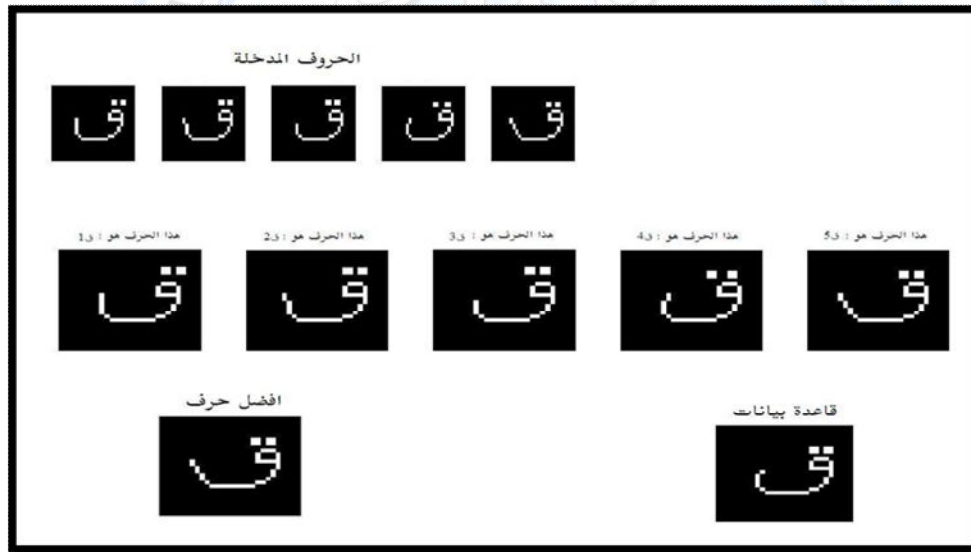 الحروف المدخلة
ق ق ق ق ق
هذا الحرف هو : ق1 هذا الحرف هو : ق2 هذا الحرف هو : ق3 هذا الحرف هو : ق4 هذا الحرف هو : ق5
ق ق ق ق ق
افضل حرف
ق
قاعدة بيانات
ق